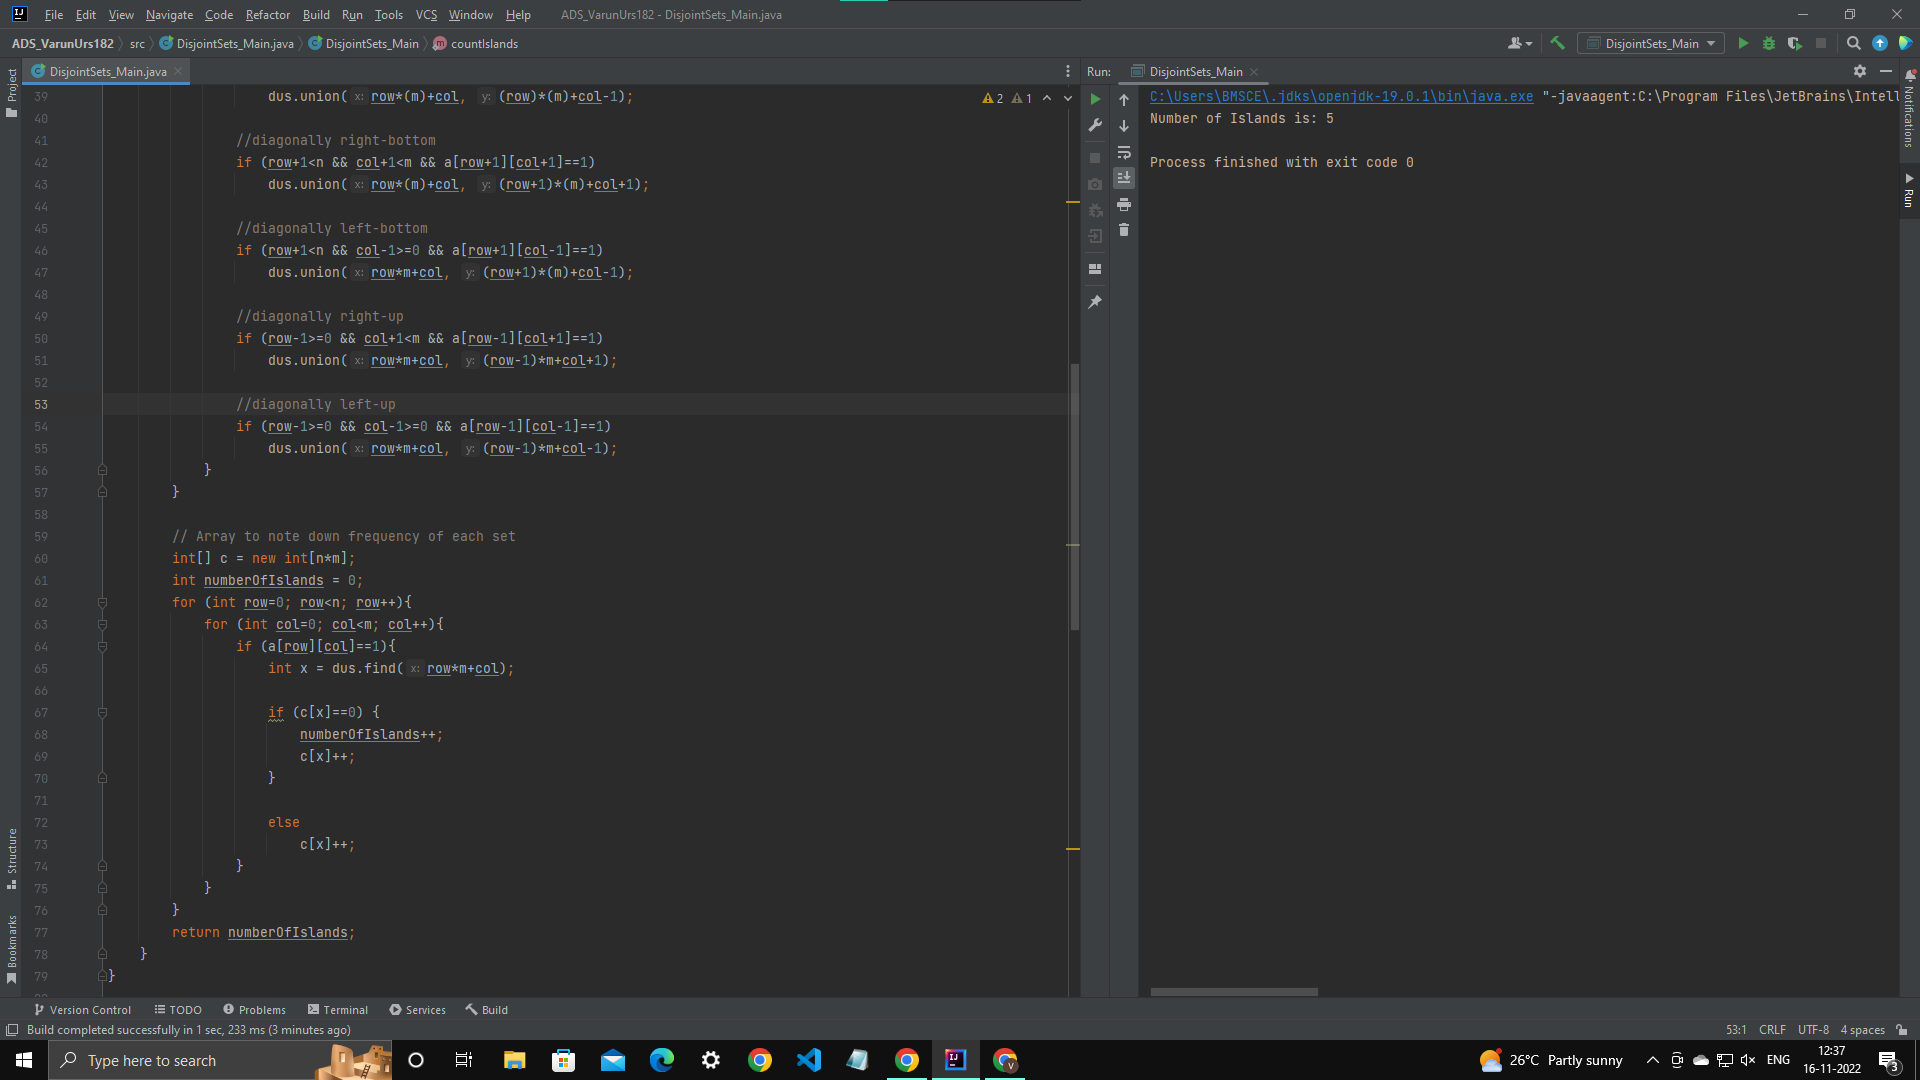 File Edit View Navigate Code Refactor Build Run Tools VCS Window Help ADS_VarunUrs182 - DisjointSets_Main.java
ADS_VarunUrs182 src DisjointSets_Main.java DisjointSets_Main countIslands DisjointSets_Main
Project
DisjointSets_Main.java
2 1
39 dus.union( x: row*(m)+col, y: (row)*(m)+col-1);
40
41 //diagonally right-bottom
42 if (row+1<n && col+1<m && a[row+1][col+1]==1)
43 dus.union( x: row*(m)+col, y: (row+1)*(m)+col+1);
44
45 //diagonally left-bottom
46 if (row+1<n && col-1>=0 && a[row+1][col-1]==1)
47 dus.union( x: row*m+col, y: (row+1)*(m)+col-1);
48
49 //diagonally right-up
50 if (row-1>=0 && col+1<m && a[row-1][col+1]==1)
51 dus.union( x: row*m+col, y: (row-1)*m+col+1);
52
53 //diagonally left-up
54 if (row-1>=0 && col-1>=0 && a[row-1][col-1]==1)
55 dus.union( x: row*m+col, y: (row-1)*m+col-1);
56 }
57 }
58
59 // Array to note down frequency of each set
60 int[] c = new int[n*m];
61 int numberOfIslands = 0;
62 for (int row=0; row<n; row++){
63 for (int col=0; col<m; col++){
64 if (a[row][col]==1){
65 int x = dus.find( x: row*m+col);
66
67 if (c[x]==0) {
68 numberOfIslands++;
69 c[x]++;
70 }
71
72 else
73 c[x]++;
74 }
75 }
76 }
77 return numberOfIslands;
78 }
79 }
Structure
Bookmarks
Run: DisjointSets_Main
C:\Users\BMSCE\.jdks\openjdk-19.0.1\bin\java.exe "-javaagent:C:\Program Files\JetBrains\Intell
Number of Islands is: 5
Process finished with exit code 0
Notifications
Run
Version Control TODO Problems Terminal Services Build
Build completed successfully in 1 sec, 233 ms (3 minutes ago) 53:1 CRLF UTF-8 4 spaces
Type here to search
26°C Partly sunny ENG
12:37
16-11-2022
3